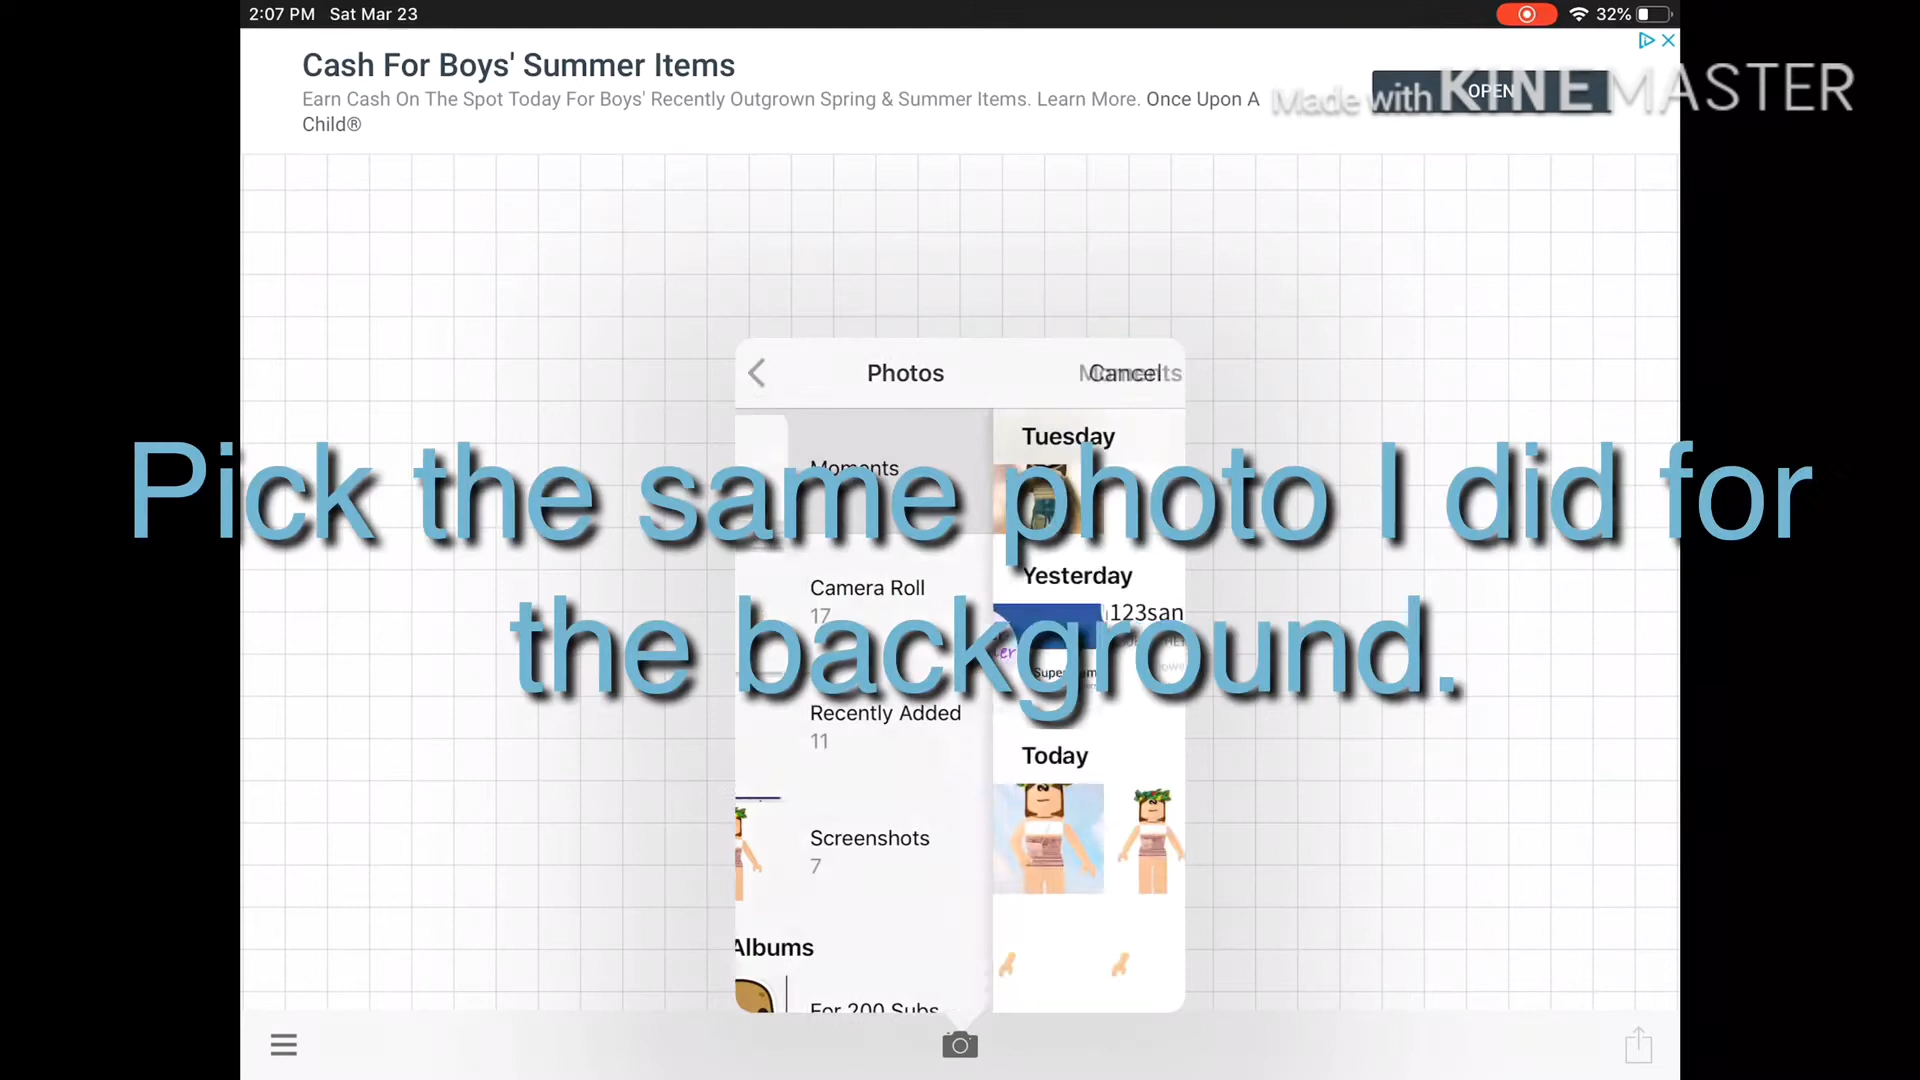 2:07 PM Sat Mar 23
32%
Cash For Boys' Summer Items
Earn Cash On The Spot Today For Boys' Recently Outgrown Spring & Summer Items. Learn More. Once Upon A
Child®
OPEN
Made with KINEMASTER
Photos
Moments
Cancel
Tuesday
Moments
Pick the same photo I did for
the background.
Yesterday
Camera Roll
17
123san
Super
Recently Added
11
Today
Screenshots
7
Albums
For 200 Subs